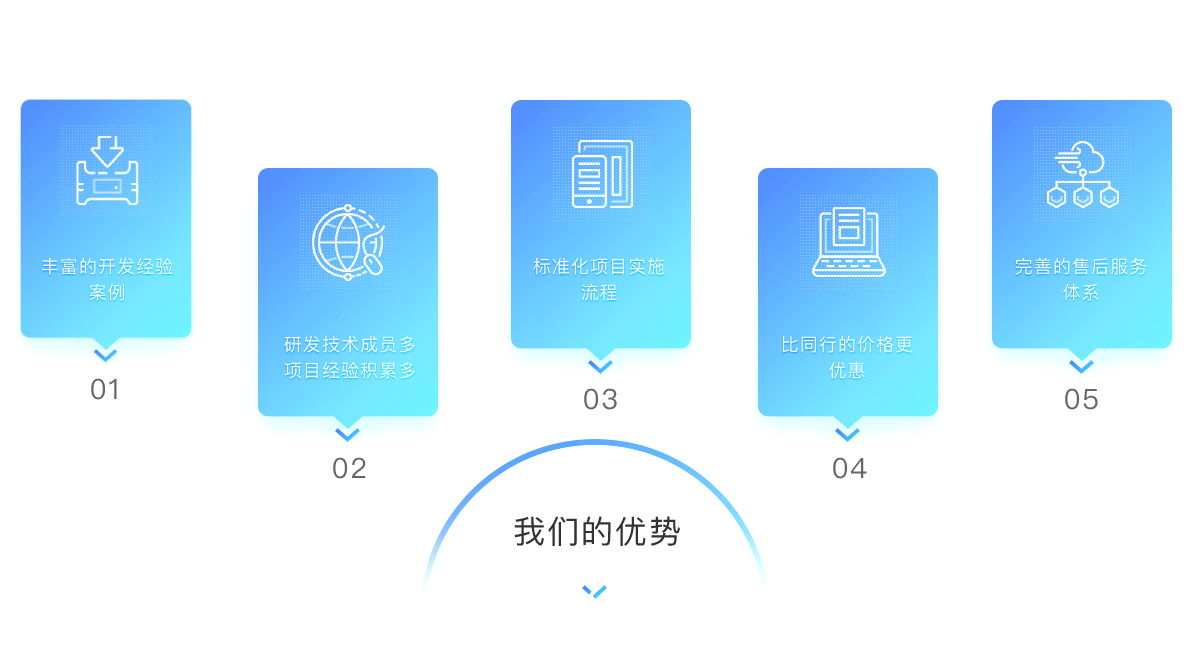 丰富的开发经验
案例
01
研发技术成员多
项目经验积累多
02
标准化项目实施
流程
03
比同行的价格更
优惠
04
完善的售后服务
体系
05
我们的优势